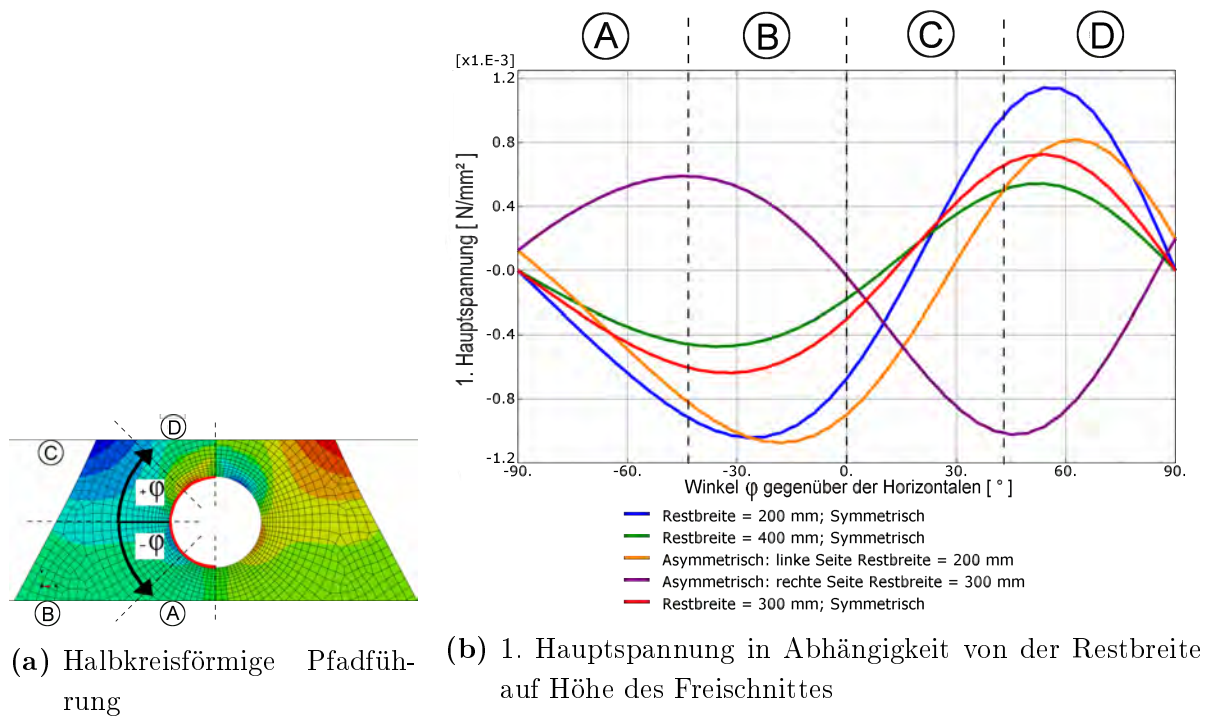 A B C D
[x1.E-3]
1.2
0.8
0.4
-0.0
-0.4
-0.8
-1.2
1. Hauptspannung [ N/mm² ]
-90. -60. -30. 0. 30. 60. 90.
Winkel φ gegenüber der Horizontalen [ ° ]
Restbreite = 200 mm; Symmetrisch
Restbreite = 400 mm; Symmetrisch
Asymmetrisch: linke Seite Restbreite = 200 mm
Asymmetrisch: rechte Seite Restbreite = 300 mm
Restbreite = 300 mm; Symmetrisch
D
C
+φ
-φ
B A
(a) Halbkreisförmige Pfadfüh-
rung
(b) 1. Hauptspannung in Abhängigkeit von der Restbreite
auf Höhe des Freischnittes